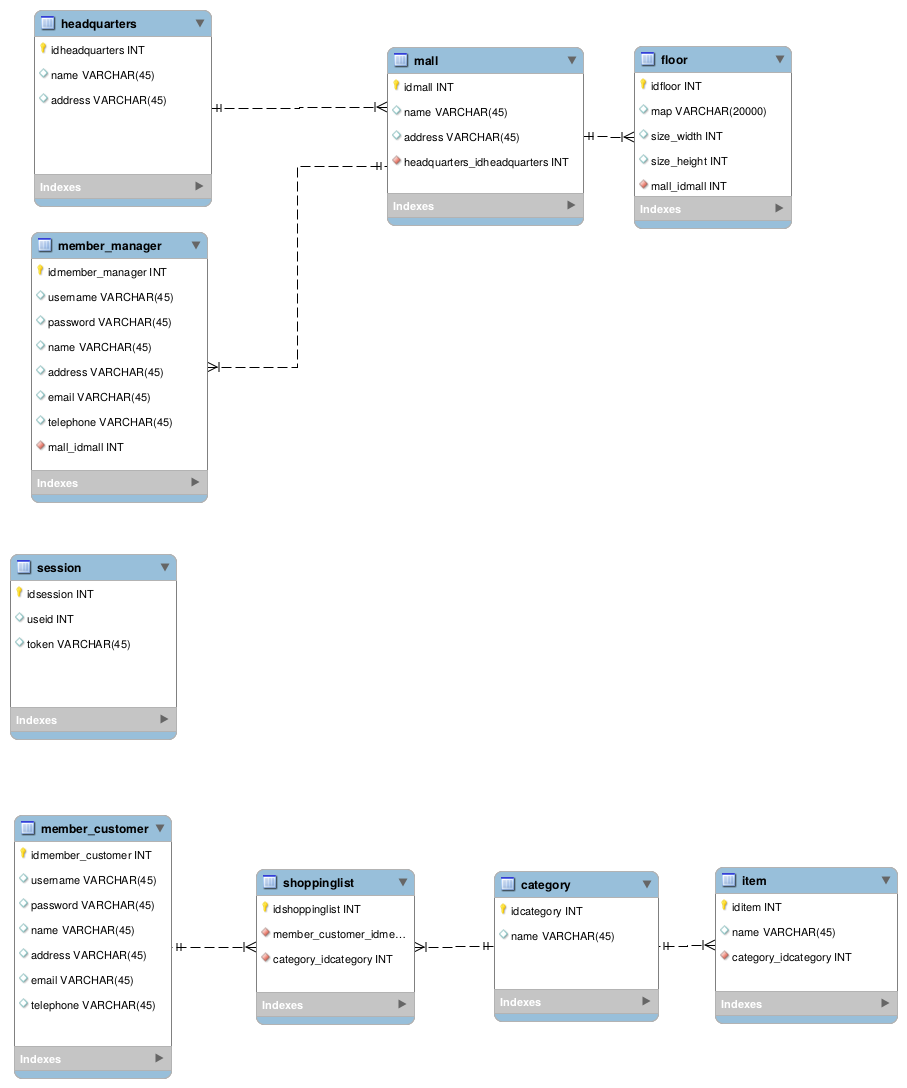 headquarters
idheadquarters INT
name VARCHAR(45)
address VARCHAR(45)
Indexes
mall
idmall INT
name VARCHAR(45)
address VARCHAR(45)
headquarters_idheadquarters INT
Indexes
floor
idfloor INT
map VARCHAR(20000)
size_width INT
size_height INT
mall_idmall INT
Indexes
member_manager
idmember_manager INT
username VARCHAR(45)
password VARCHAR(45)
name VARCHAR(45)
address VARCHAR(45)
email VARCHAR(45)
telephone VARCHAR(45)
mall_idmall INT
Indexes
session
idsession INT
useid INT
token VARCHAR(45)
Indexes
member_customer
idmember_customer INT
username VARCHAR(45)
password VARCHAR(45)
name VARCHAR(45)
address VARCHAR(45)
email VARCHAR(45)
telephone VARCHAR(45)
Indexes
shoppinglist
idshoppinglist INT
member_customer_idme...
category_idcategory INT
Indexes
category
idcategory INT
name VARCHAR(45)
Indexes
item
iditem INT
name VARCHAR(45)
category_idcategory INT
Indexes